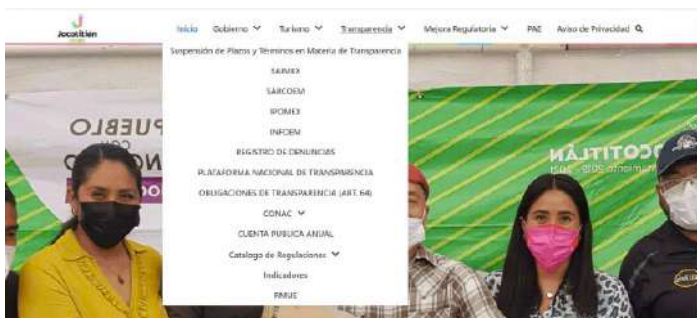 Jocotitlán
Inicio Gobierno Turismo Transparencia Mejora Regulatoria PAE Aviso de Privacidad
Suspensión de Plazos y Términos en Materia de Transparencia
SAIMEX
SARCOEM
IPOMEX
INFOEM
REGISTRO DE DENUNCIAS
PLATAFORMA NACIONAL DE TRANSPARENCIA
OBLIGACIONES DE TRANSPARENCIA (ART. 64)
CONAC
CUENTA PUBLICA ANUAL
Catalogo de Regulaciones
Indicadores
PUEBLO
CON